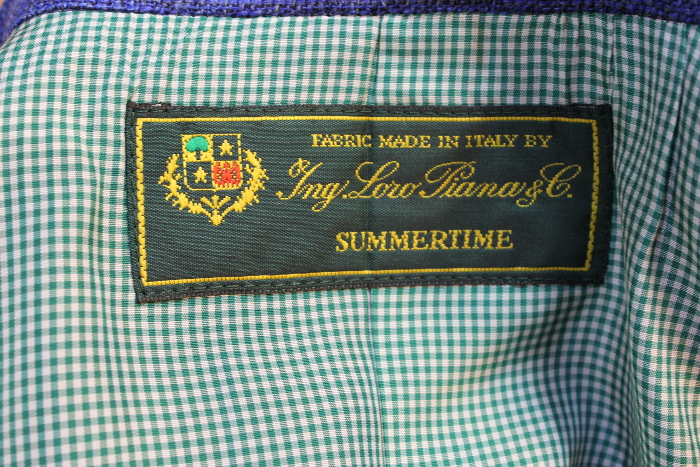 FABRIC MADE IN ITALY BY
Ing. Loro Piana & C.
SUMMERTIME